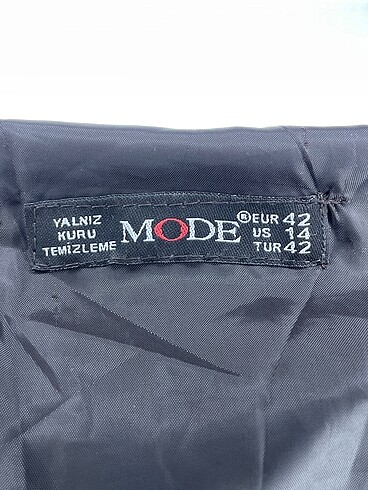 YALNIZ
KURU
TEMİZLEME
MODE®
EUR 42
US 14
TUR 42